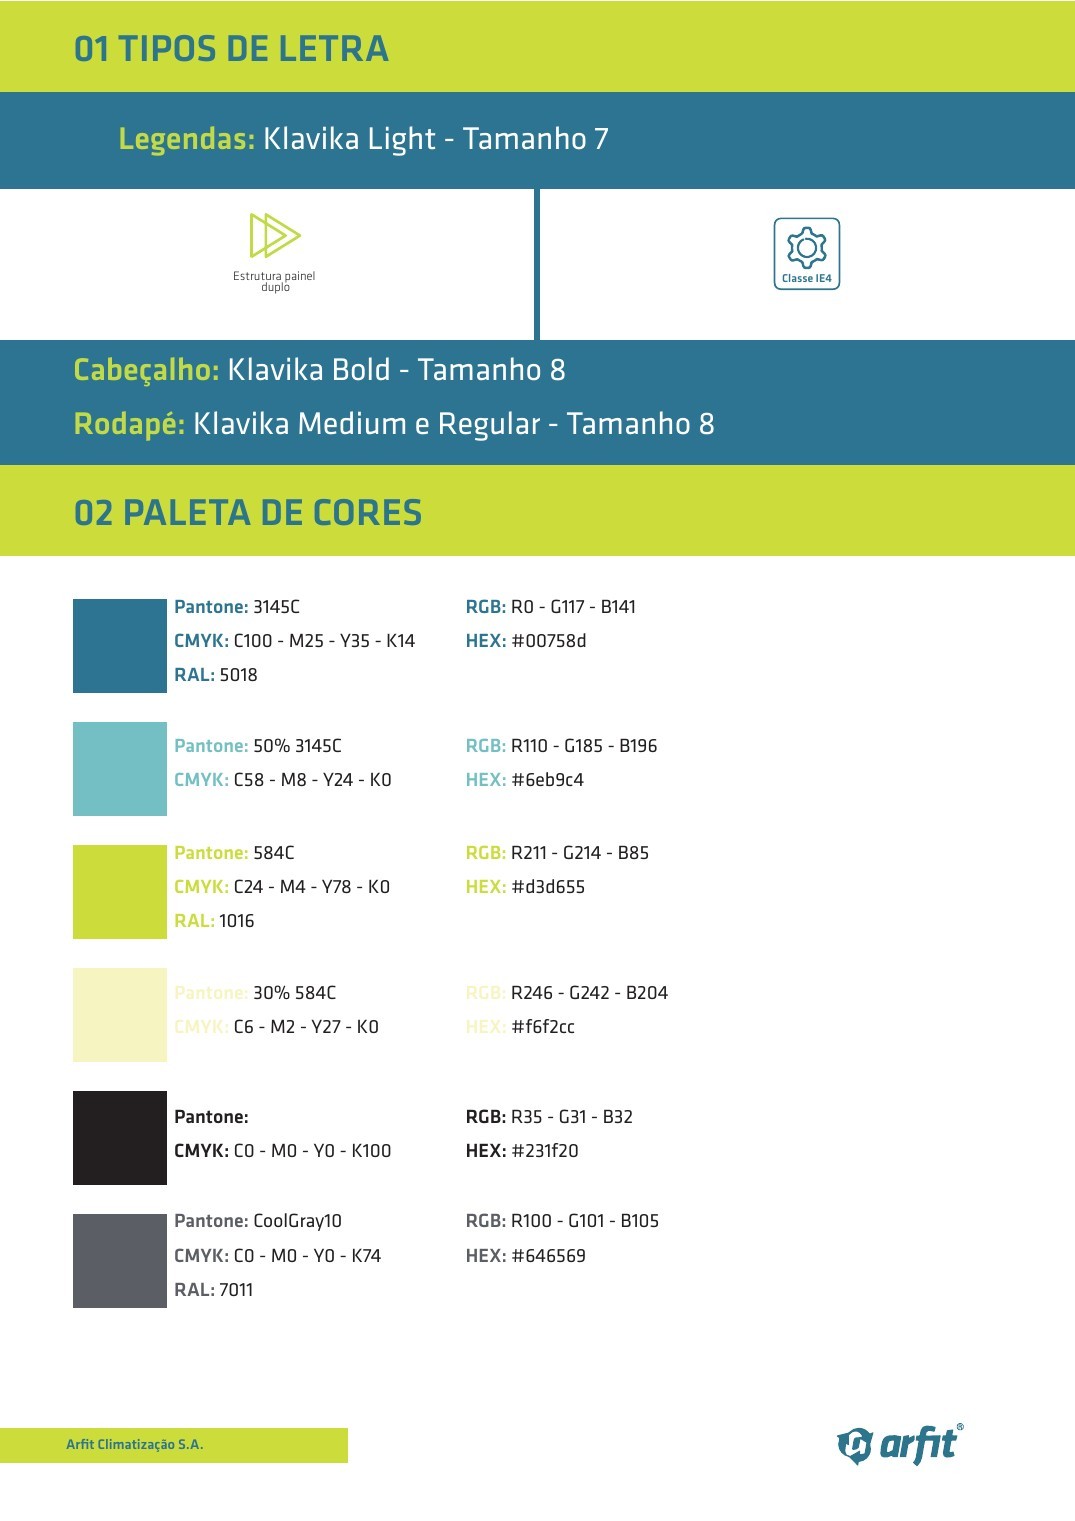 01 TIPOS DE LETRA
Legendas: Klavika Light - Tamanho 7
Estrutura painel
duplo
Classe IE4
Cabeçalho: Klavika Bold - Tamanho 8
Rodapé: Klavika Medium e Regular - Tamanho 8
02 PALETA DE CORES
Pantone: 3145C
CMYK: C100 - M25 - Y35 - K14
RAL: 5018
RGB: R0 - G117 - B141
HEX: #00758d
Pantone: 50% 3145C
CMYK: C58 - M8 - Y24 - K0
RGB: R110 - G185 - B196
HEX: #6eb9c4
Pantone: 584C
CMYK: C24 - M4 - Y78 - K0
RAL: 1016
RGB: R211 - G214 - B85
HEX: #d3d655
Pantone: 30% 584C
CMYK: C6 - M2 - Y27 - K0
RGB: R246 - G242 - B204
HEX: #f6f2cc
Pantone:
CMYK: C0 - M0 - Y0 - K100
RGB: R35 - G31 - B32
HEX: #231f20
Pantone: CoolGray10
CMYK: C0 - M0 - Y0 - K74
RAL: 7011
RGB: R100 - G101 - B105
HEX: #646569
Arfit Climatização S.A.
arfit®